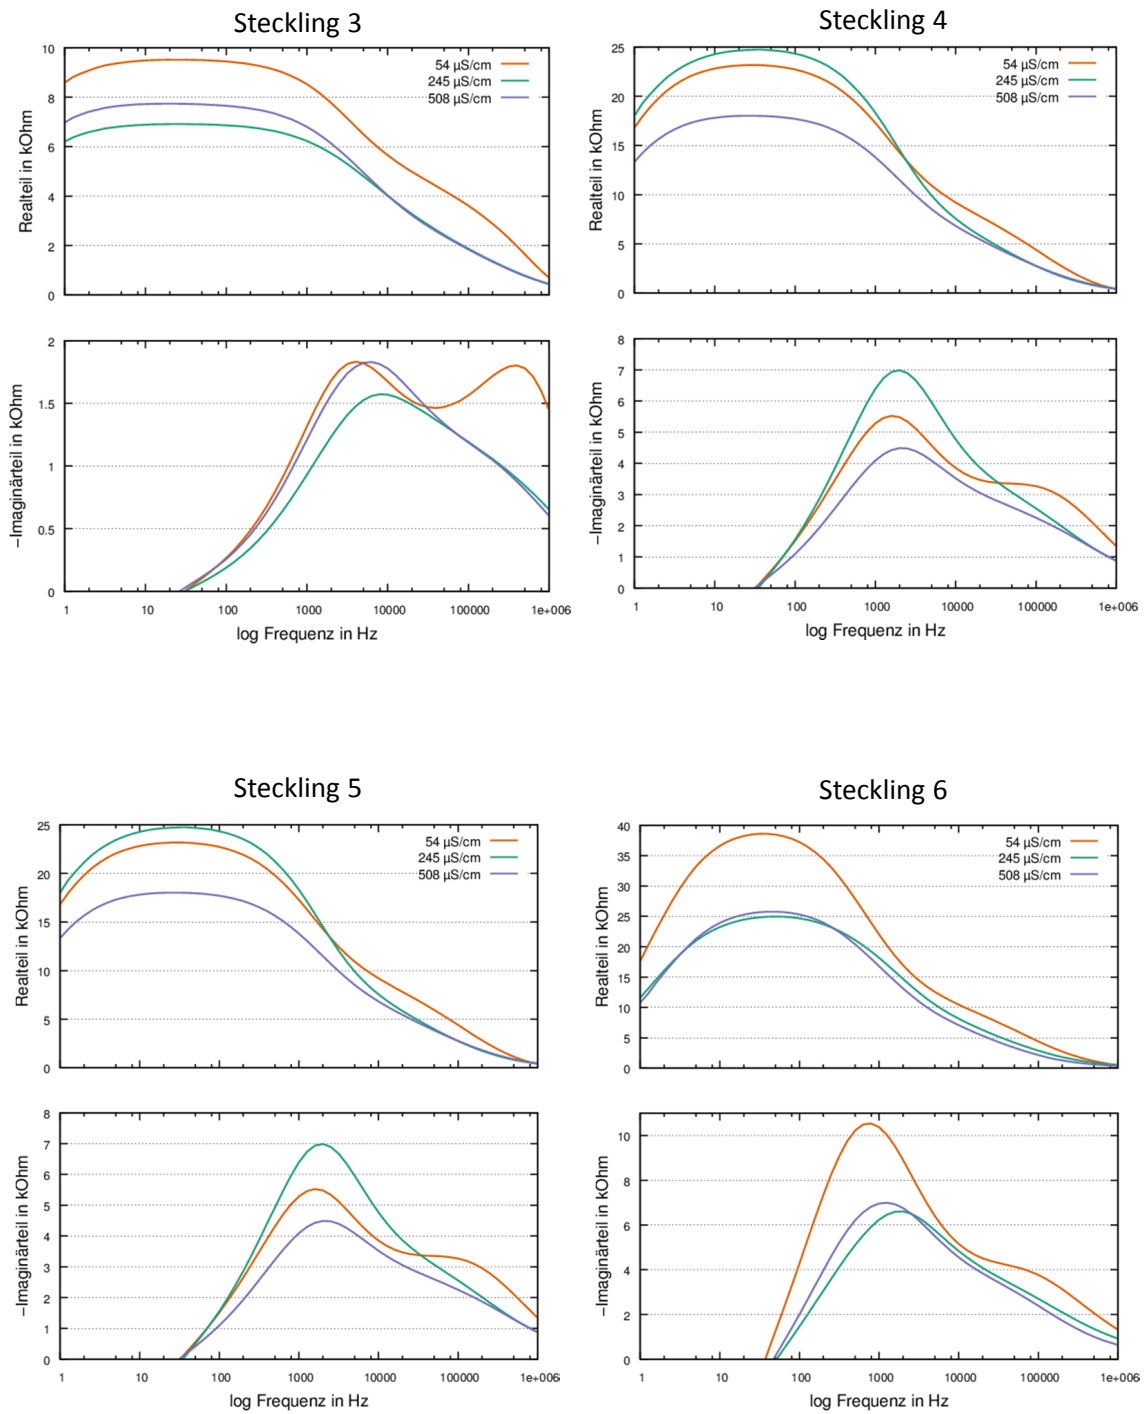 Steckling 3
10
8
6
4
2
0
Realteil in kOhm
54 µS/cm
245 µS/cm
508 µS/cm
2
1.5
1
0.5
0
−Imaginärteil in kOhm
1 10 100 1000 10000 100000 1e+006
log Frequenz in Hz
Steckling 4
25
20
15
10
5
0
Realteil in kOhm
54 µS/cm
245 µS/cm
508 µS/cm
8
7
6
5
4
3
2
1
0
−Imaginärteil in kOhm
1 10 100 1000 10000 100000 1e+006
log Frequenz in Hz
Steckling 5
25
20
15
10
5
0
Realteil in kOhm
54 µS/cm
245 µS/cm
508 µS/cm
8
7
6
5
4
3
2
1
0
−Imaginärteil in kOhm
1 10 100 1000 10000 100000 1e+006
log Frequenz in Hz
Steckling 6
40
35
30
25
20
15
10
5
0
Realteil in kOhm
54 µS/cm
245 µS/cm
508 µS/cm
10
8
6
4
2
0
−Imaginärteil in kOhm
1 10 100 1000 10000 100000 1e+006
log Frequenz in Hz